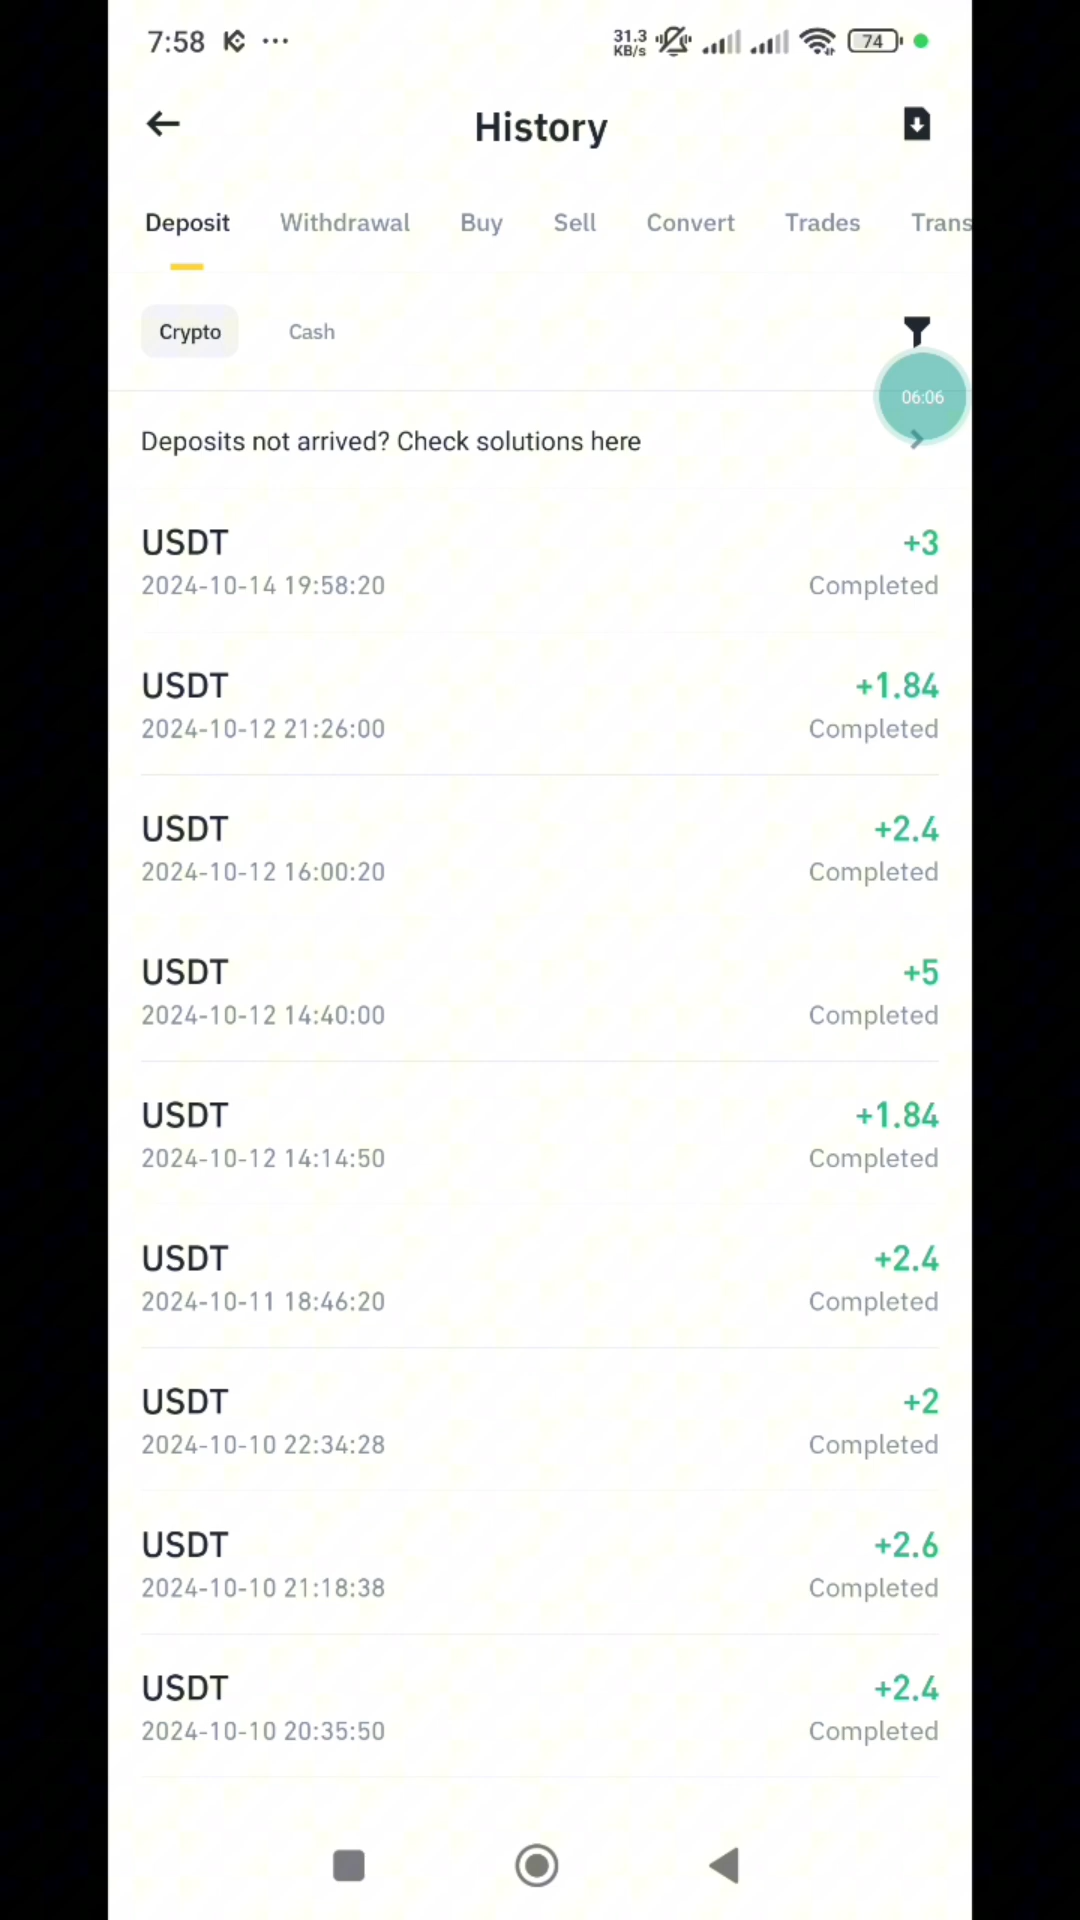 7:58 ... 31.3 KB/s 74
History
Deposit Withdrawal Buy Sell Convert Trades Trans
Crypto Cash
06:06
Deposits not arrived? Check solutions here
USDT +3
2024-10-14 19:58:20 Completed
USDT +1.84
2024-10-12 21:26:00 Completed
USDT +2.4
2024-10-12 16:00:20 Completed
USDT +5
2024-10-12 14:40:00 Completed
USDT +1.84
2024-10-12 14:14:50 Completed
USDT +2.4
2024-10-11 18:46:20 Completed
USDT +2
2024-10-10 22:34:28 Completed
USDT +2.6
2024-10-10 21:18:38 Completed
USDT +2.4
2024-10-10 20:35:50 Completed